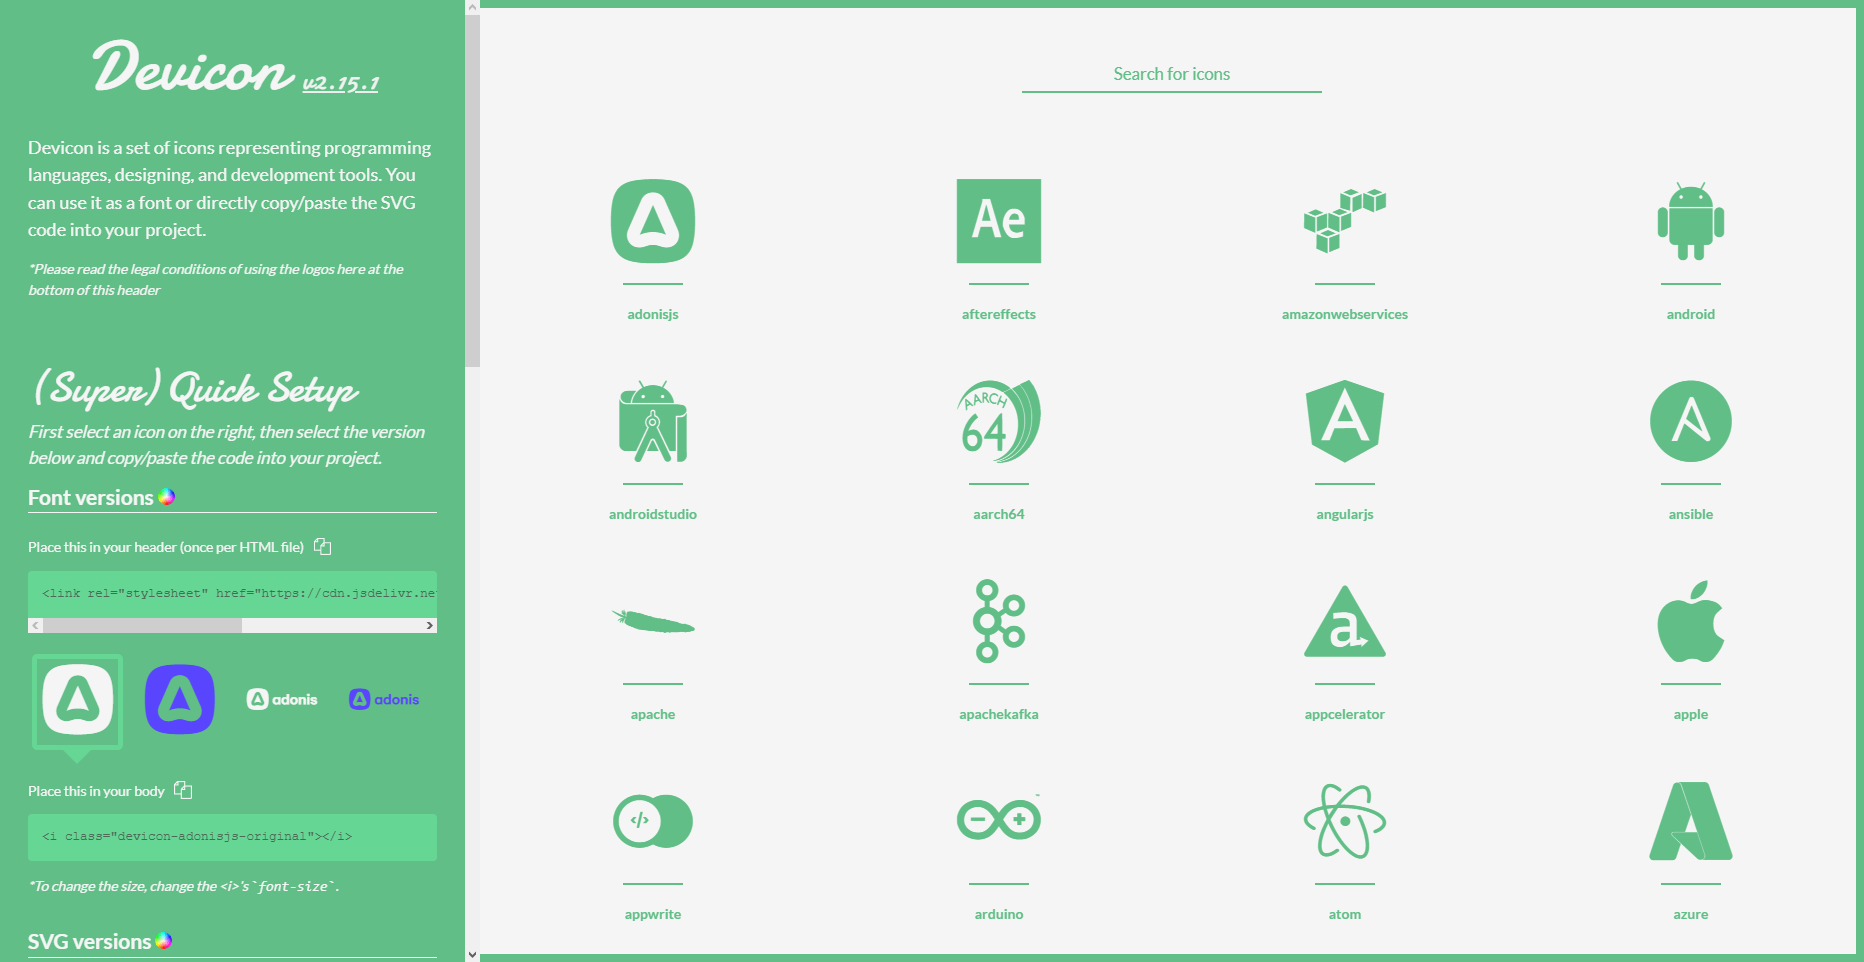 Devicon v2.15.1
Devicon is a set of icons representing programming
languages, designing, and development tools. You
can use it as a font or directly copy/paste the SVG
code into your project.
*Please read the legal conditions of using the logos here at the
bottom of this header
(Super) Quick Setup
First select an icon on the right, then select the version
below and copy/paste the code into your project.
Font versions
Place this in your header (once per HTML file)
<link rel="stylesheet" href="https://cdn.jsdelivr.ne
adonis
adonis
Place this in your body
<i class="devicon-adonisjs-original"></i>
*To change the size, change the <i>'s `font-size`.
SVG versions
Search for icons
Ae
adonisjs
aftereffects
amazonwebservices
android
AARCH
64
androidstudio
aarch64
angularjs
ansible
a
apache
apachekafka
appcelerator
apple
</>
appwrite
arduino
atom
azure